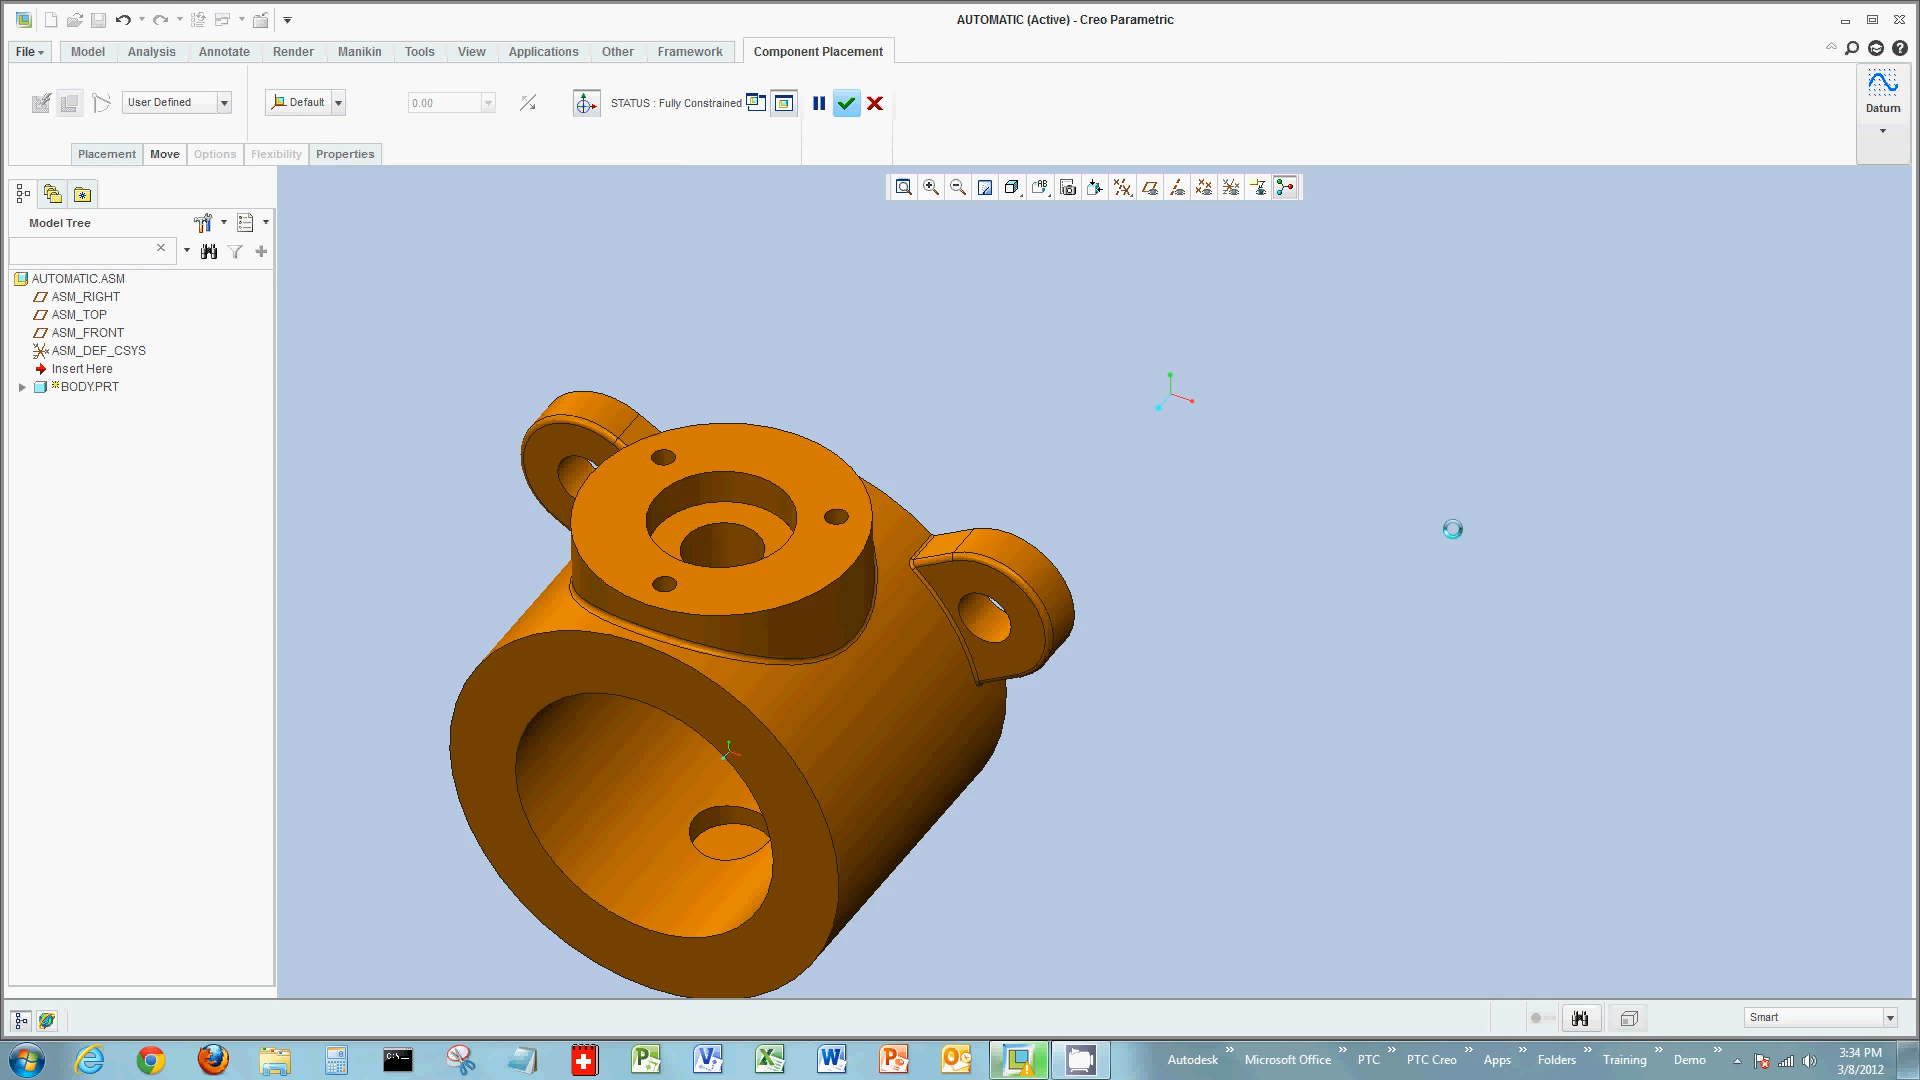 AUTOMATIC (Active) - Creo Parametric
File Model Analysis Annotate Render Manikin Tools View Applications Other Framework Component Placement
User Defined Default 0.00 STATUS : Fully Constrained
Datum
Placement Move Options Flexibility Properties
Model Tree
AUTOMATIC.ASM
ASM_RIGHT
ASM_TOP
ASM_FRONT
ASM_DEF_CSYS
Insert Here
BODY.PRT
Smart
Autodesk Microsoft Office PTC PTC Creo Apps Folders Training Demo
3:34 PM
3/8/2012